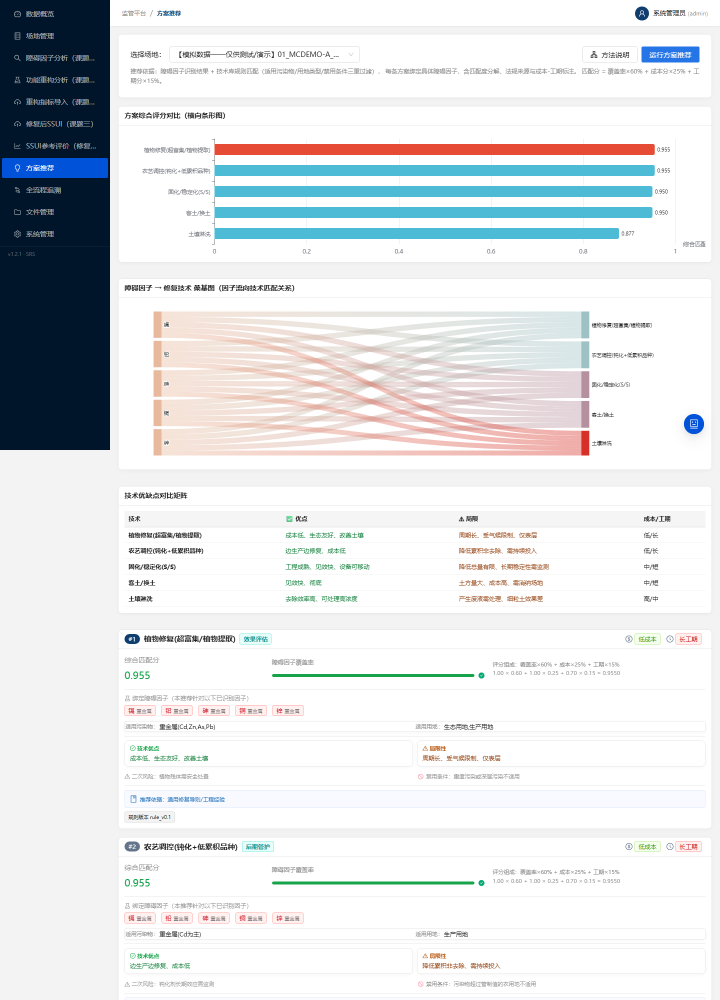 数据概览
场地管理
障碍因子分析（课题...
功能重构分析（课题...
重构指标导入（课题...
修复后SSUI（课题三）
SSUI参考评价（修复...
方案推荐
全流程追溯
文件管理
系统管理
v1.2.1 · SRS
监管平台 / 方案推荐
系统管理员 (admin)
选择场地：
【模拟数据——仅供测试/演示】01_MCDEMO-A_...
方法说明
运行方案推荐
推荐依据：障碍因子识别结果 + 技术库规则匹配（适用污染物/用地类型/禁用条件三重过滤），每条方案绑定具体障碍因子，含匹配度分解、法规来源与成本-工期标注。 匹配分 = 覆盖率×60% + 成本分×25% + 工
期分×15%。
方案综合评分对比（横向条形图）
植物修复(超富集/植物提取) 0.955
农艺调控(钝化+低累积品种) 0.955
固化/稳定化(S/S) 0.950
客土/换土 0.950
土壤淋洗 0.877
0 0.2 0.4 0.6 0.8 1
综合匹配
障碍因子 → 修复技术 桑基图（因子流向技术匹配关系）
镉
铅
砷
铜
锌
植物修复(超富集/植物提取)
农艺调控(钝化+低累积品种)
固化/稳定化(S/S)
客土/换土
土壤淋洗
技术优缺点对比矩阵
技术 ✅ 优点 ⚠ 局限 成本/工期
植物修复(超富集/植物提取) 成本低、生态友好、改善土壤 周期长、受气候限制、仅表层 低/长
农艺调控(钝化+低累积品种) 边生产边修复、成本低 降低累积非去除、需持续投入 低/长
固化/稳定化(S/S) 工程成熟、见效快、设备可移动 降低总量有限、长期稳定性需监测 中/短
客土/换土 见效快、彻底 土方量大、成本高、需消纳场地 中/短
土壤淋洗 去除效率高、可处理高浓度 产生废液需处理、细粒土效果差 高/中
#1 植物修复(超富集/植物提取) 效果评估 低成本 长工期
综合匹配分
0.955
障碍因子覆盖率
评分组成：覆盖率×60% + 成本×25% + 工期×15%
1.00 × 0.60 + 1.00 × 0.25 + 0.70 × 0.15 = 0.9550
绑定障碍因子（本推荐针对以下已识别因子）
镉 重金属 铅 重金属 砷 重金属 铜 重金属 锌 重金属
适用污染物： 重金属(Cd,Zn,As,Pb) 适用用地： 生态用地,生产用地
技术优点
成本低、生态友好、改善土壤
局限性
周期长、受气候限制、仅表层
二次风险：植物残体需安全处置
禁用条件：重度污染或深层污染不适用
推荐依据：通用修复导则/工程经验
规则版本 rule_v0.1
#2 农艺调控(钝化+低累积品种) 后期管护 低成本 长工期
综合匹配分
0.955
障碍因子覆盖率
评分组成：覆盖率×60% + 成本×25% + 工期×15%
1.00 × 0.60 + 1.00 × 0.25 + 0.70 × 0.15 = 0.9550
绑定障碍因子（本推荐针对以下已识别因子）
镉 重金属 铅 重金属 砷 重金属 铜 重金属 锌 重金属
适用污染物： 重金属(Cd为主) 适用用地： 生产用地
技术优点
边生产边修复、成本低
局限性
降低累积非去除、需持续投入
二次风险：钝化剂长期效应需监测
禁用条件：污染物超过管制值的农用地不适用